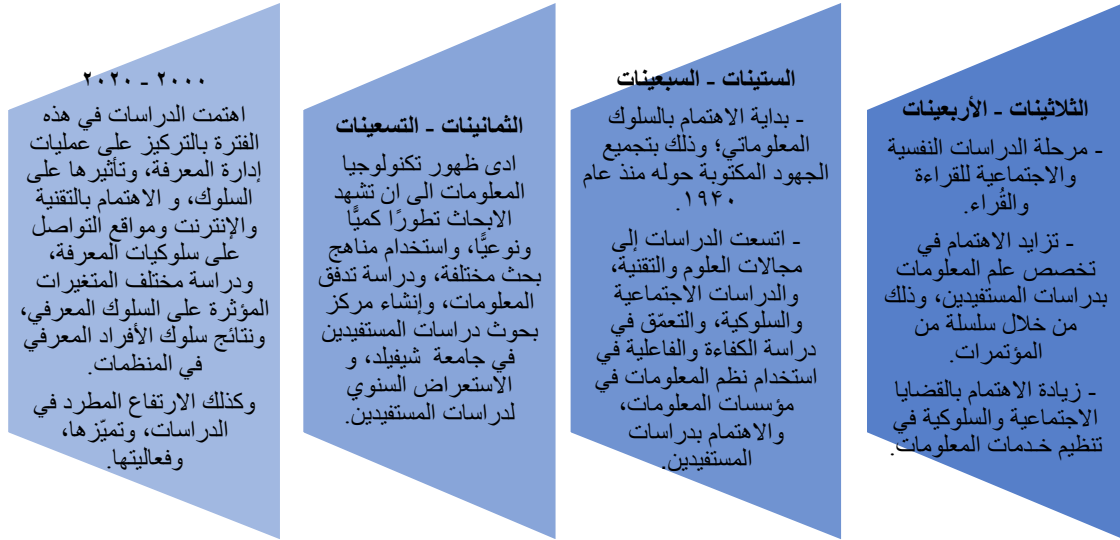 الثلاثينات - الأربعينات
- مرحلة الدراسات النفسية
والاجتماعية للقراءة
والقُراء.
- تزايد الاهتمام في
تخصص علم المعلومات
بدراسات المستفيدين، وذلك
من خلال سلسلة من
المؤتمرات.
- زيادة الاهتمام بالقضايا
الاجتماعية والسلوكية في
تنظيم خدمات المعلومات.
الستينات - السبعينات
- بداية الاهتمام بالسلوك
المعلوماتي؛ وذلك بتجميع
الجهود المكتوبة حوله منذ عام
١٩٤٠.
- اتسعت الدراسات إلى
مجالات العلوم والتقنية،
والدراسات الاجتماعية
والسلوكية، والتعمّق في
دراسة الكفاءة والفاعلية في
استخدام نظم المعلومات في
مؤسسات المعلومات،
والاهتمام بدراسات
المستفيدين.
الثمانينات - التسعينات
ادى ظهور تكنولوجيا
المعلومات الى ان تشهد
الابحاث تطورًا كميًّا
ونوعيًّا، واستخدام مناهج
بحث مختلفة، ودراسة تدفق
المعلومات، وإنشاء مركز
بحوث دراسات المستفيدين
في جامعة شيفيلد، و
الاستعراض السنوي
لدراسات المستفيدين.
٢٠٠٠ - ٢٠٢٠
اهتمت الدراسات في هذه
الفترة بالتركيز على عمليات
إدارة المعرفة، وتأثيرها على
السلوك، و الاهتمام بالتقنية
والإنترنت ومواقع التواصل
على سلوكيات المعرفة،
ودراسة مختلف المتغيرات
المؤثرة على السلوك المعرفي،
ونتائج سلوك الأفراد المعرفي
في المنظمات.
وكذلك الارتفاع المطرد في
الدراسات، وتميّزها،
وفعاليتها.